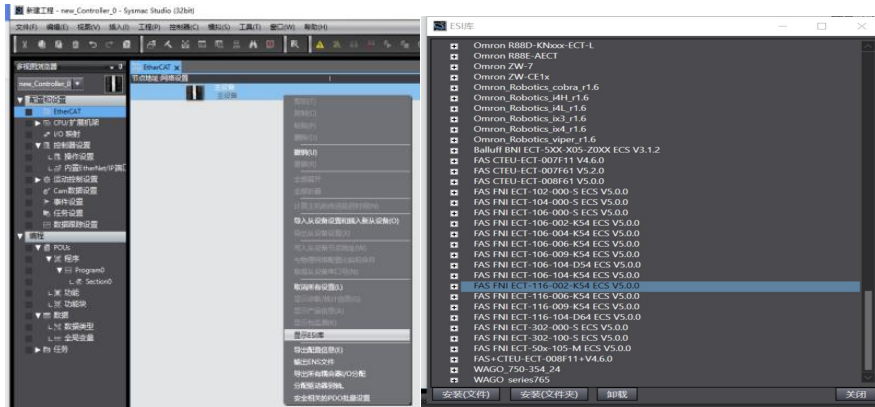 新建工程 - new_Controller_0 - Sysmac Studio (32bit)
文件(F) 编辑(E) 视图(V) 插入(I) 工程(P) 控制器(C) 模拟(S) 工具(T) 窗口(W) 帮助(H)
多视图浏览器
new_Controller_0
配置和设置
EtherCAT
CPU/扩展机架
I/O 映射
控制器设置
操作设置
内置EtherNet/IP端口
运动控制设置
Cam数据设置
事件设置
任务设置
数据跟踪设置
编程
POUs
程序
Program0
Section0
功能
功能块
数据
数据类型
全局变量
任务
EtherCAT
节点地址|网络设置
主设备
主设备
撤销(U)
导入从设备设置和插入新从设备(O)
取消所有设置(L)
显示ESI库
导出配置信息(I)
输出ENS文件
导出所有耦合器I/O分配
分配驱动器到轴。
安全相关的PDO批量设置
ESI库
Omron R88D-KNxxx-ECT-L
Omron R88E-AECT
Omron ZW-7
Omron ZW-CE1x
Omron_Robotics_cobra_r1.6
Omron_Robotics_i4H_r1.6
Omron_Robotics_i4L_r1.6
Omron_Robotics_ix3_r1.6
Omron_Robotics_ix4_r1.6
Omron_Robotics_viper_r1.6
Balluff BNI ECT-5XX-X05-Z0XX ECS V3.1.2
FAS CTEU-ECT-007F11 V4.6.0
FAS CTEU-ECT-007F61 V5.2.0
FAS CTEU-ECT-008F61 V5.0.0
FAS FNI ECT-102-000-S ECS V5.0.0
FAS FNI ECT-104-000-S ECS V5.0.0
FAS FNI ECT-106-000-S ECS V5.0.0
FAS FNI ECT-106-002-K54 ECS V5.0.0
FAS FNI ECT-106-004-K54 ECS V5.0.0
FAS FNI ECT-106-006-K54 ECS V5.0.0
FAS FNI ECT-106-009-K54 ECS V5.0.0
FAS FNI ECT-106-104-D54 ECS V5.0.0
FAS FNI ECT-106-104-K54 ECS V5.0.0
FAS FNI ECT-116-002-K54 ECS V5.0.0
FAS FNI ECT-116-006-K54 ECS V5.0.0
FAS FNI ECT-116-009-K54 ECS V5.0.0
FAS FNI ECT-116-104-D64 ECS V5.0.0
FAS FNI ECT-302-000-S ECS V5.0.0
FAS FNI ECT-302-100-S ECS V5.0.0
FAS FNI ECT-50x-105-M ECS V5.0.0
FAS+CTEU-ECT-008F11+V4.6.0
WAGO_750-354_24
WAGO_series765
安装(文件) 安装(文件夹) 卸载 关闭